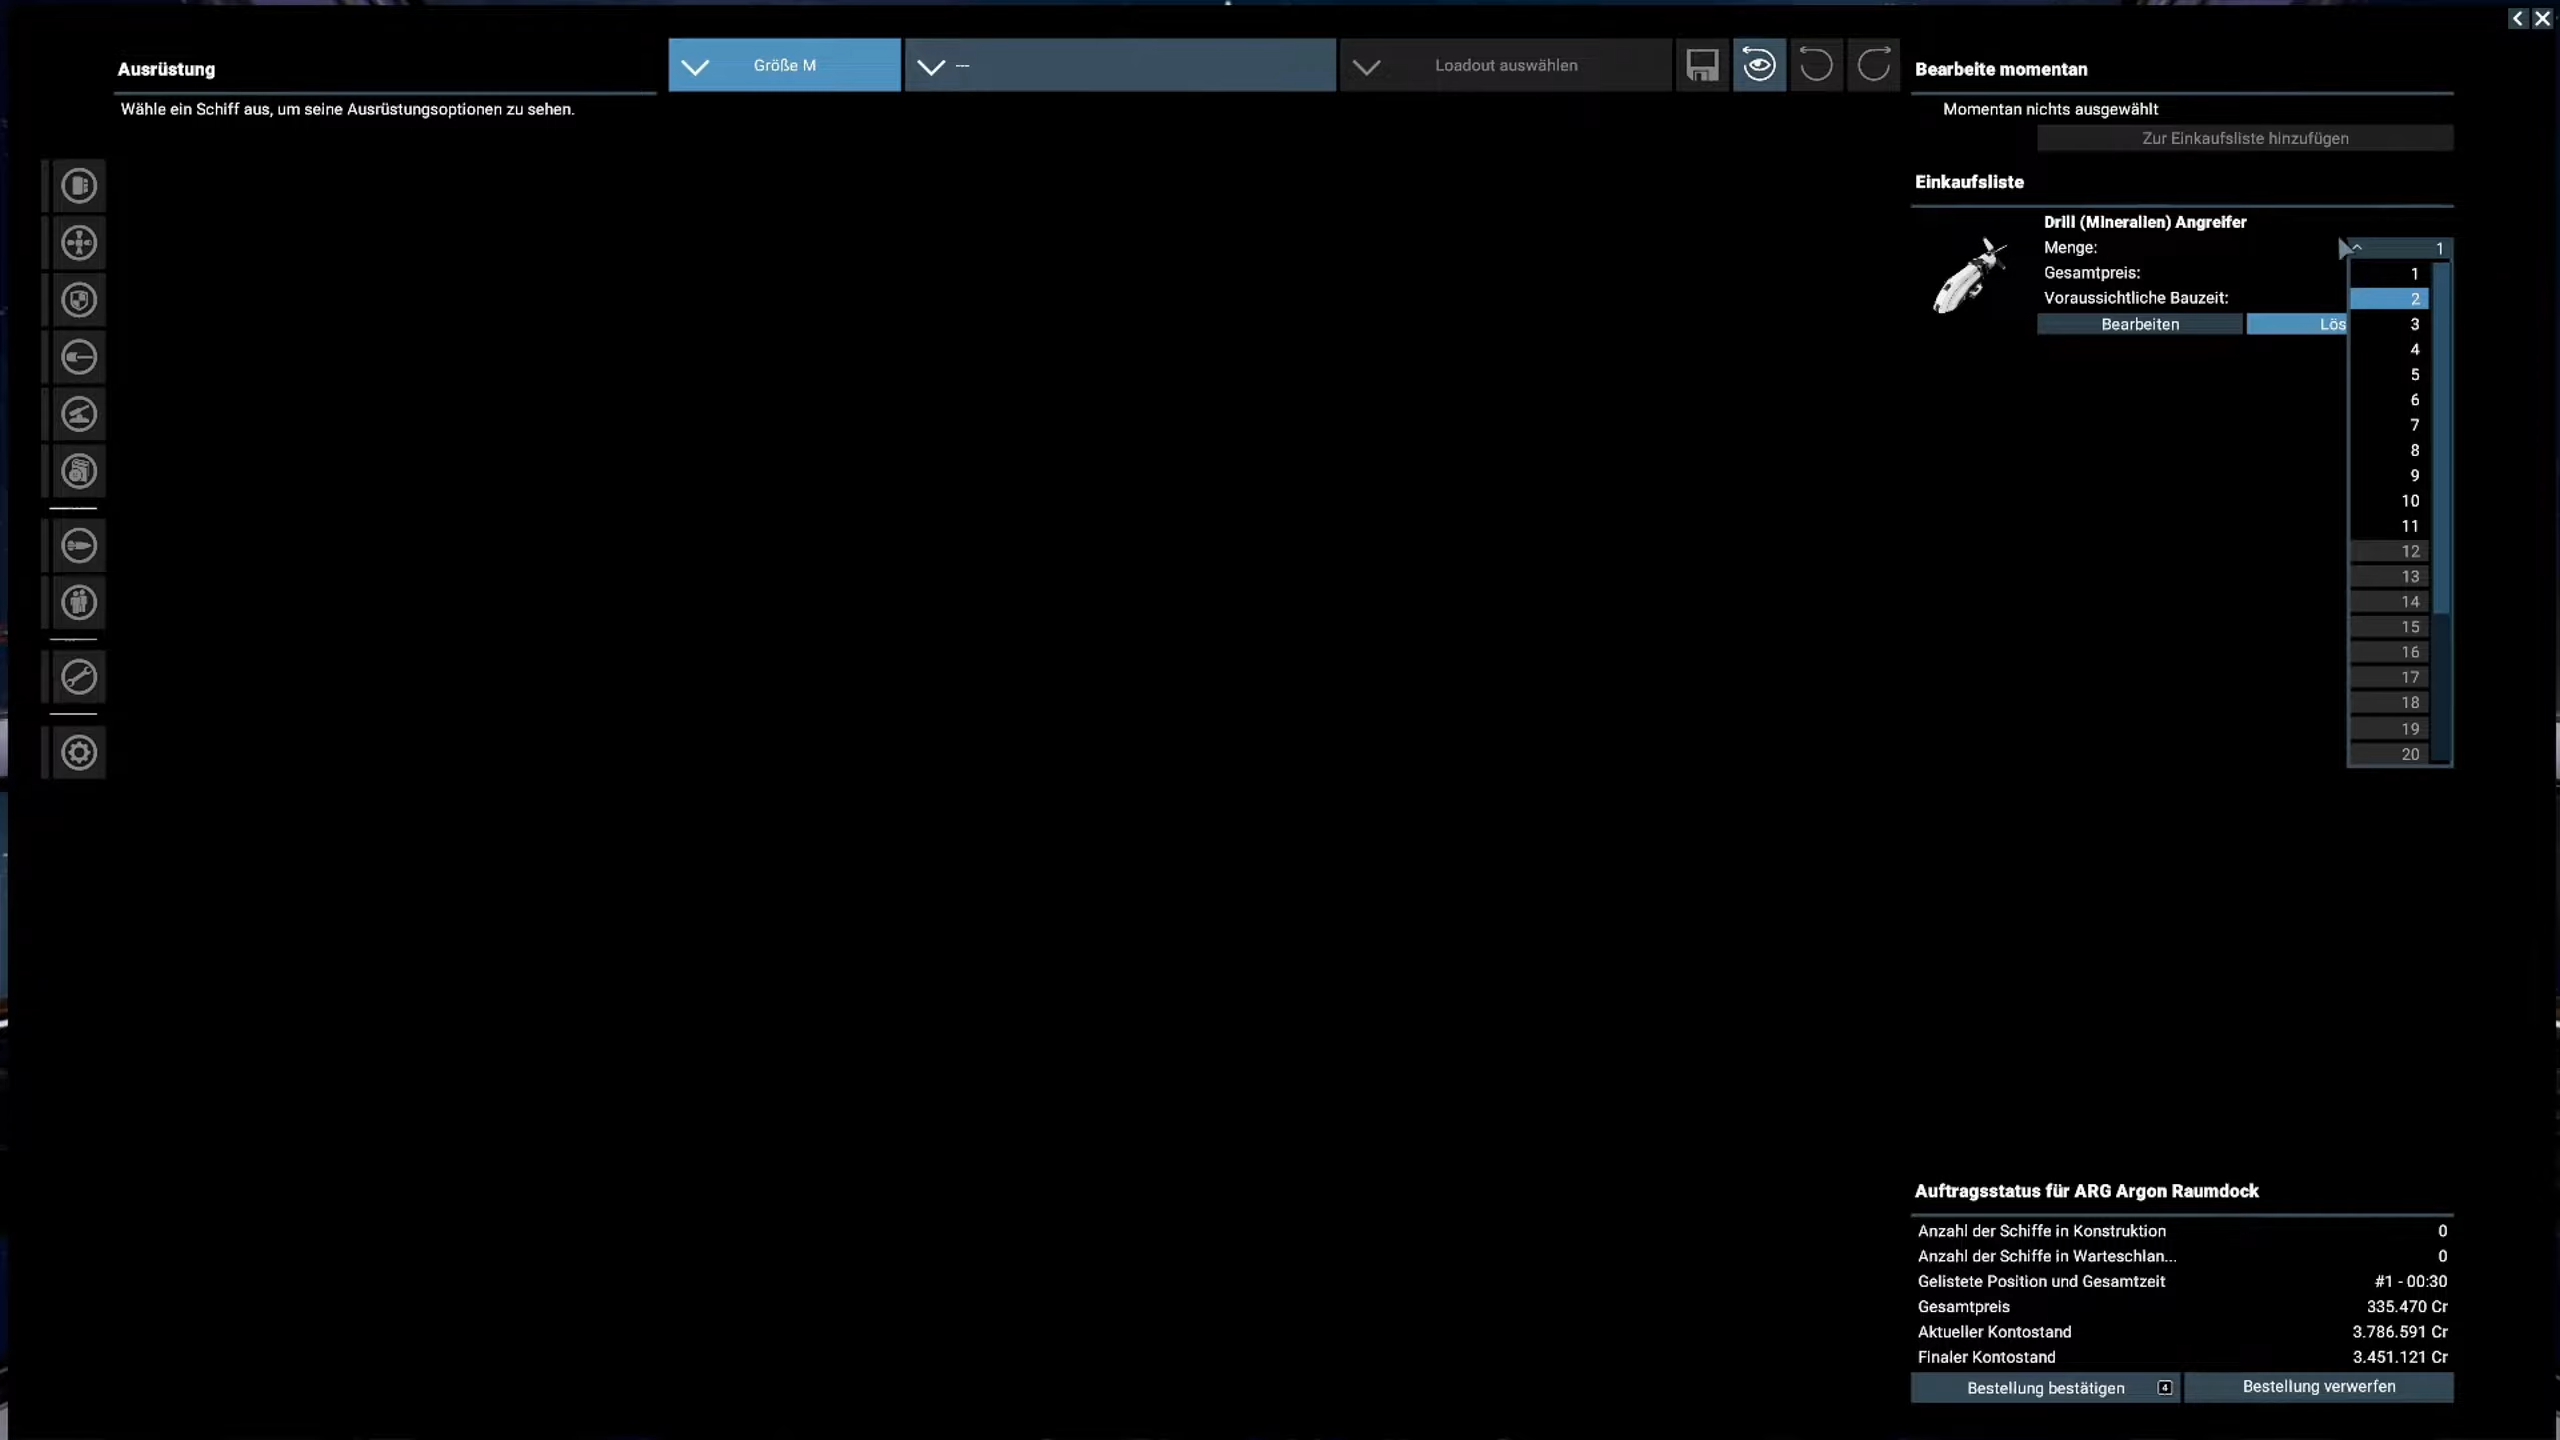 Ausrüstung
Wähle ein Schiff aus, um seine Ausrüstungsoptionen zu sehen.
Größe M
---
Loadout auswählen
Bearbeite momentan
Momentan nichts ausgewählt
Zur Einkaufsliste hinzufügen
Einkaufsliste
Drill (Mineralien) Angreifer
Menge: 1
Gesamtpreis:
Voraussichtliche Bauzeit:
Bearbeiten Lös
1
2
3
4
5
6
7
8
9
10
11
12
13
14
15
16
17
18
19
20
Auftragsstatus für ARG Argon Raumdock
Anzahl der Schiffe in Konstruktion 0
Anzahl der Schiffe in Warteschlan... 0
Gelistete Position und Gesamtzeit #1 - 00:30
Gesamtpreis 335.470 Cr
Aktueller Kontostand 3.786.591 Cr
Finaler Kontostand 3.451.121 Cr
Bestellung bestätigen 4 Bestellung verwerfen